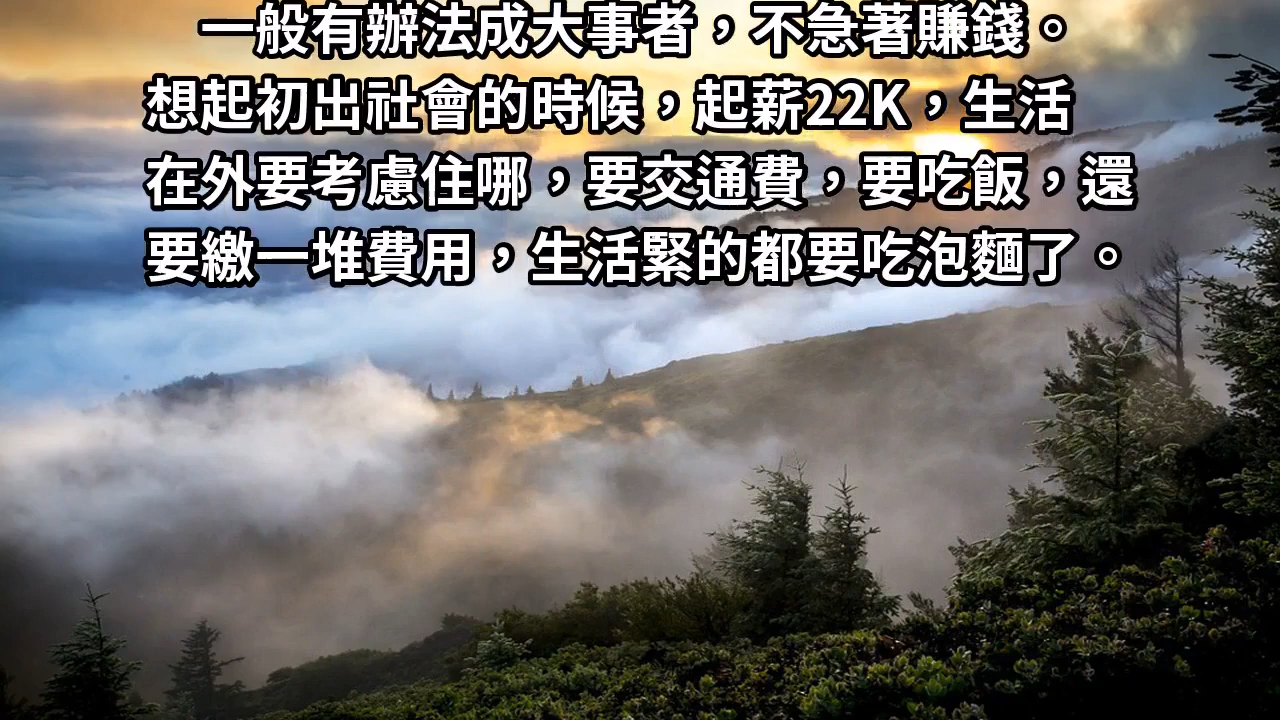 一般有辦法成大事者，不急著賺錢。
想起初出社會的時候，起薪22K，生活
在外要考慮住哪，要交通費，要吃飯，還
要繳一堆費用，生活緊的都要吃泡麵了。